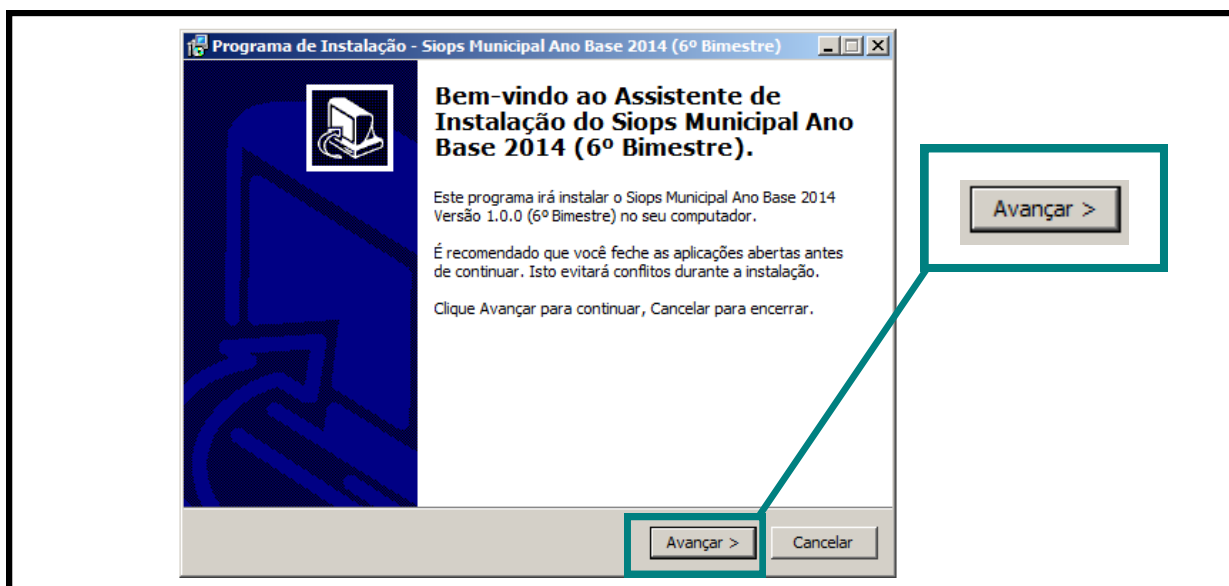 Programa de Instalação - Siops Municipal Ano Base 2014 (6º Bimestre)
Bem-vindo ao Assistente de
Instalação do Siops Municipal Ano
Base 2014 (6º Bimestre).
Este programa irá instalar o Siops Municipal Ano Base 2014
Versão 1.0.0 (6º Bimestre) no seu computador.
É recomendado que você feche as aplicações abertas antes
de continuar. Isto evitará conflitos durante a instalação.
Clique Avançar para continuar, Cancelar para encerrar.
Avançar >
Cancelar
Avançar >